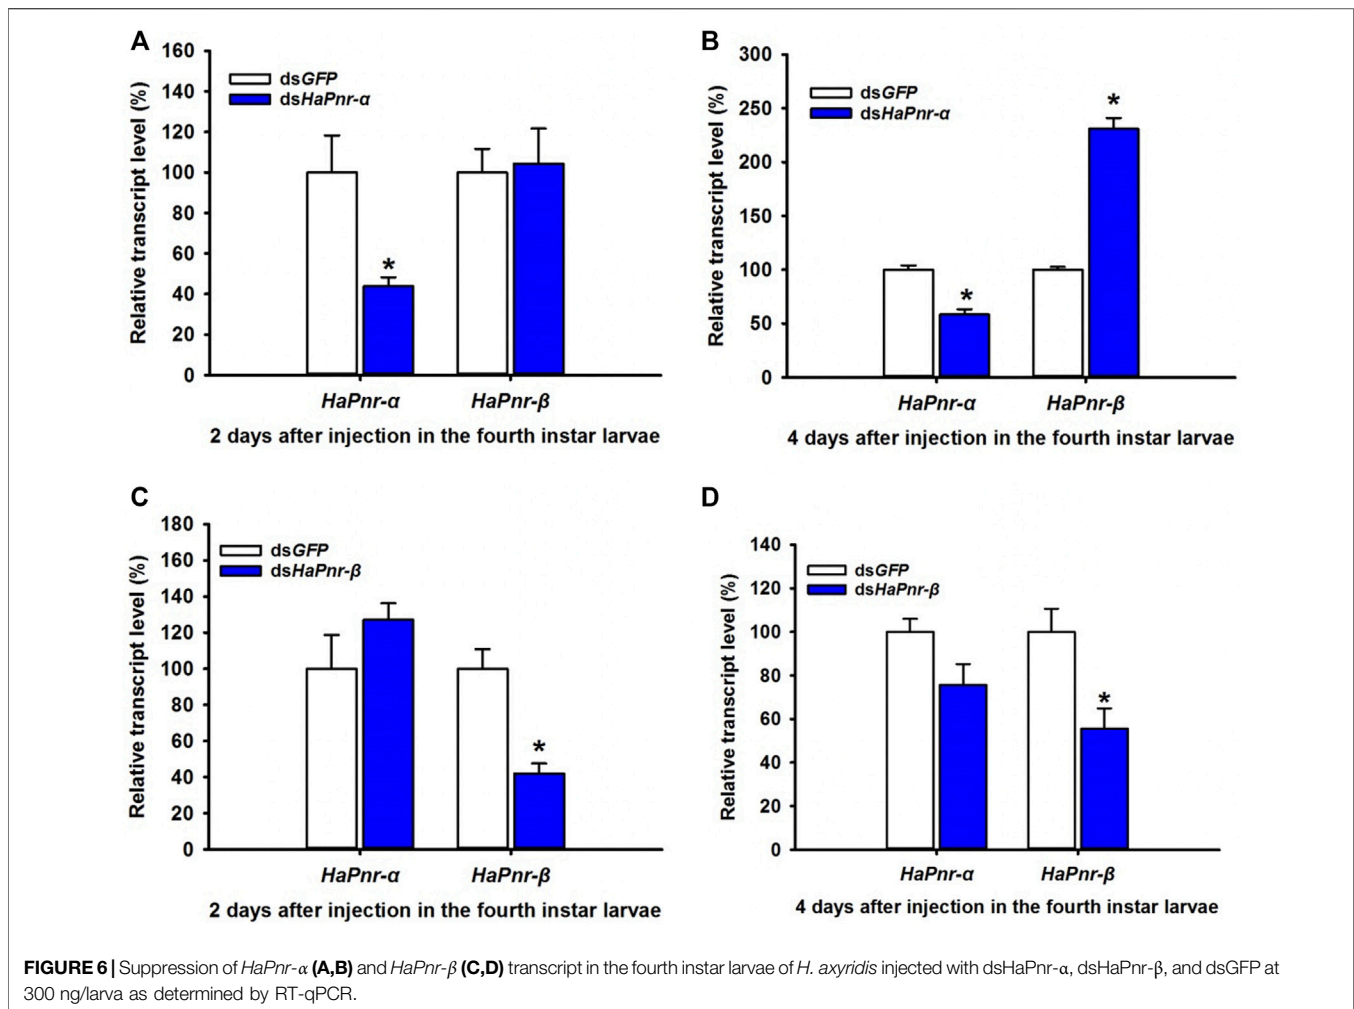 A
160
140
120
100
80
60
40
20
0
Relative transcript level (%)
dsGFP
dsHaPnr-α
*
HaPnr-α HaPnr-β
2 days after injection in the fourth instar larvae
B
300
250
200
150
100
50
0
Relative transcript level (%)
dsGFP
dsHaPnr-α
*
*
HaPnr-α HaPnr-β
4 days after injection in the fourth instar larvae
C
180
160
140
120
100
80
60
40
20
0
Relative transcript level (%)
dsGFP
dsHaPnr-β
*
HaPnr-α HaPnr-β
2 days after injection in the fourth instar larvae
D
140
120
100
80
60
40
20
0
Relative transcript level (%)
dsGFP
dsHaPnr-β
*
HaPnr-α HaPnr-β
4 days after injection in the fourth instar larvae
FIGURE 6 | Suppression of HaPnr-α (A,B) and HaPnr-β (C,D) transcript in the fourth instar larvae of H. axyridis injected with dsHaPnr-α, dsHaPnr-β, and dsGFP at
300 ng/larva as determined by RT-qPCR.